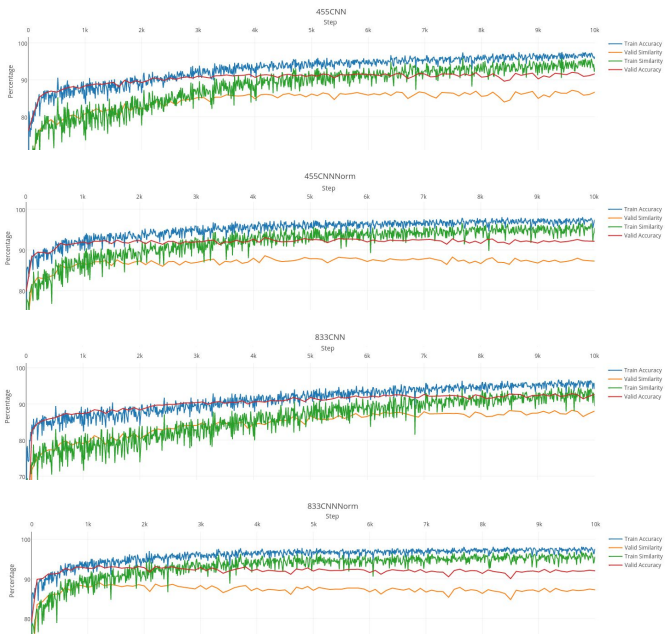 455CNN
Step
0 1k 2k 3k 4k 5k 6k 7k 8k 9k 10k
100
90
80
Percentage
Train Accuracy
Valid Similarity
Train Similarity
Valid Accuracy
455CNNNorm
Step
0 1k 2k 3k 4k 5k 6k 7k 8k 9k 10k
100
90
80
Percentage
Train Accuracy
Valid Similarity
Train Similarity
Valid Accuracy
833CNN
Step
0 1k 2k 3k 4k 5k 6k 7k 8k 9k 10k
100
90
80
70
Percentage
Train Accuracy
Valid Similarity
Train Similarity
Valid Accuracy
833CNNNorm
Step
0 1k 2k 3k 4k 5k 6k 7k 8k 9k 10k
100
90
80
Percentage
Train Accuracy
Valid Similarity
Train Similarity
Valid Accuracy